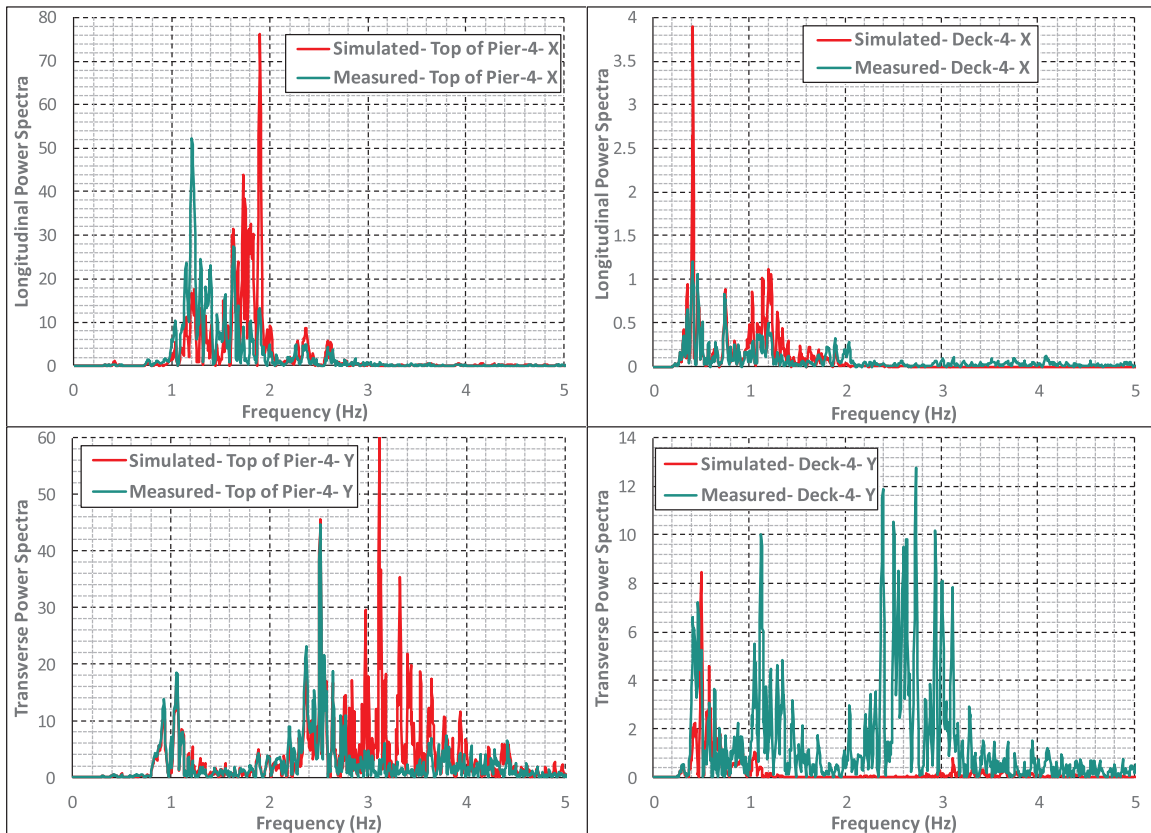 Longitudinal Power Spectra
80
70
60
50
40
30
20
10
0
Simulated- Top of Pier-4- X
Measured- Top of Pier-4- X
0 1 2 3 4 5
Frequency (Hz)
Longitudinal Power Spectra
4
3.5
3
2.5
2
1.5
1
0.5
0
Simulated- Deck-4- X
Measured- Deck-4- X
0 1 2 3 4 5
Frequency (Hz)
Transverse Power Spectra
60
50
40
30
20
10
0
Simulated- Top of Pier-4- Y
Measured- Top of Pier-4- Y
0 1 2 3 4 5
Frequency (Hz)
Transverse Power Spectra
14
12
10
8
6
4
2
0
Simulated- Deck-4- Y
Measured- Deck-4- Y
0 1 2 3 4 5
Frequency (Hz)